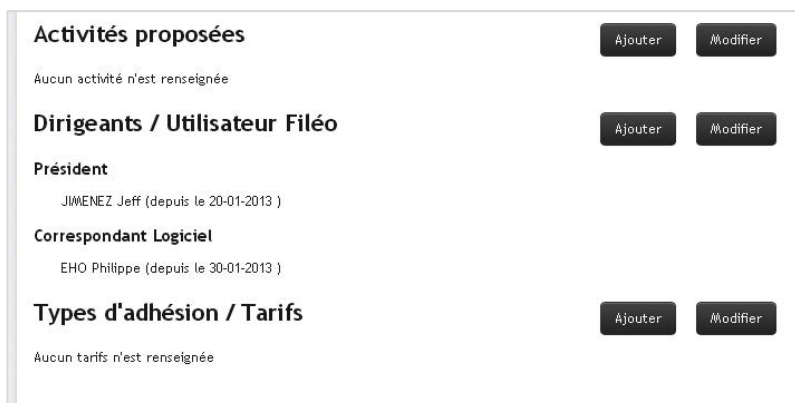 Activités proposées
Ajouter
Modifier
Aucun activité n'est renseignée
Dirigeants / Utilisateur Filéo
Ajouter
Modifier
Président
JIMENEZ Jeff (depuis le 20-01-2013 )
Correspondant Logiciel
EHO Philippe (depuis le 30-01-2013 )
Types d'adhésion / Tarifs
Ajouter
Modifier
Aucun tarifs n'est renseignée